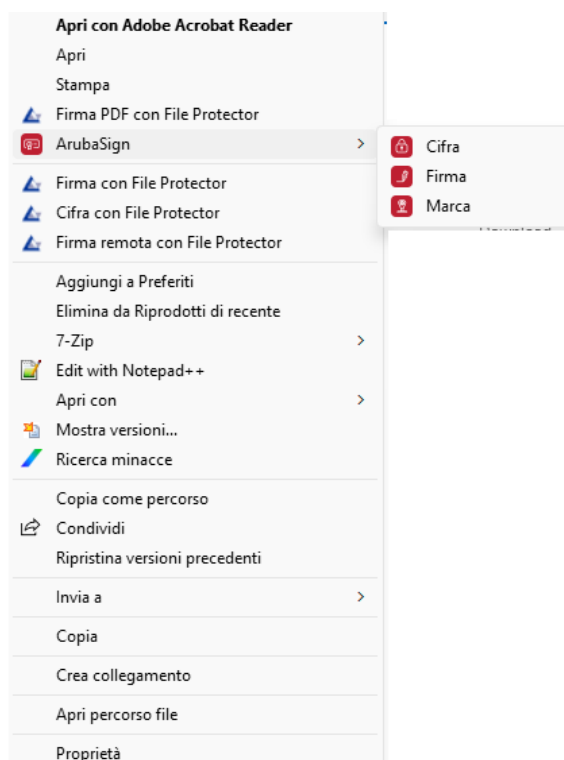 Apri con Adobe Acrobat Reader
Apri
Stampa
Firma PDF con File Protector
ArubaSign
Cifra
Firma
Marca
Firma con File Protector
Cifra con File Protector
Firma remota con File Protector
Aggiungi a Preferiti
Elimina da Riprodotti di recente
7-Zip
Edit with Notepad++
Apri con
Mostra versioni...
Ricerca minacce
Copia come percorso
Condividi
Ripristina versioni precedenti
Invia a
Copia
Crea collegamento
Apri percorso file
Proprietà